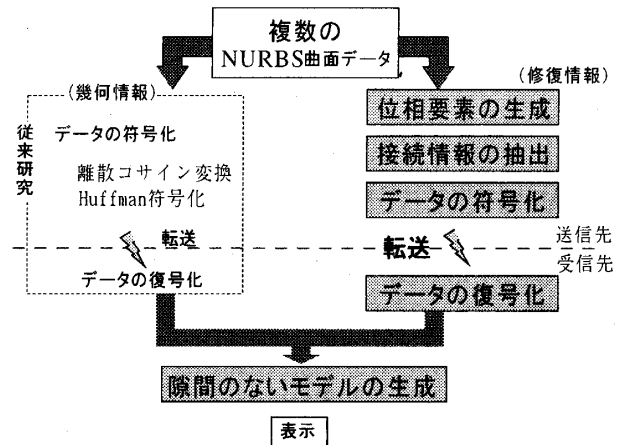 複数の
NURBS曲面データ
(幾何情報)
従来研究
データの符号化
離散コサイン変換
Huffman符号化
転送
データの復号化
(修復情報)
位相要素の生成
接続情報の抽出
データの符号化
転送
送信先
受信先
データの復号化
隙間のないモデルの生成
表示